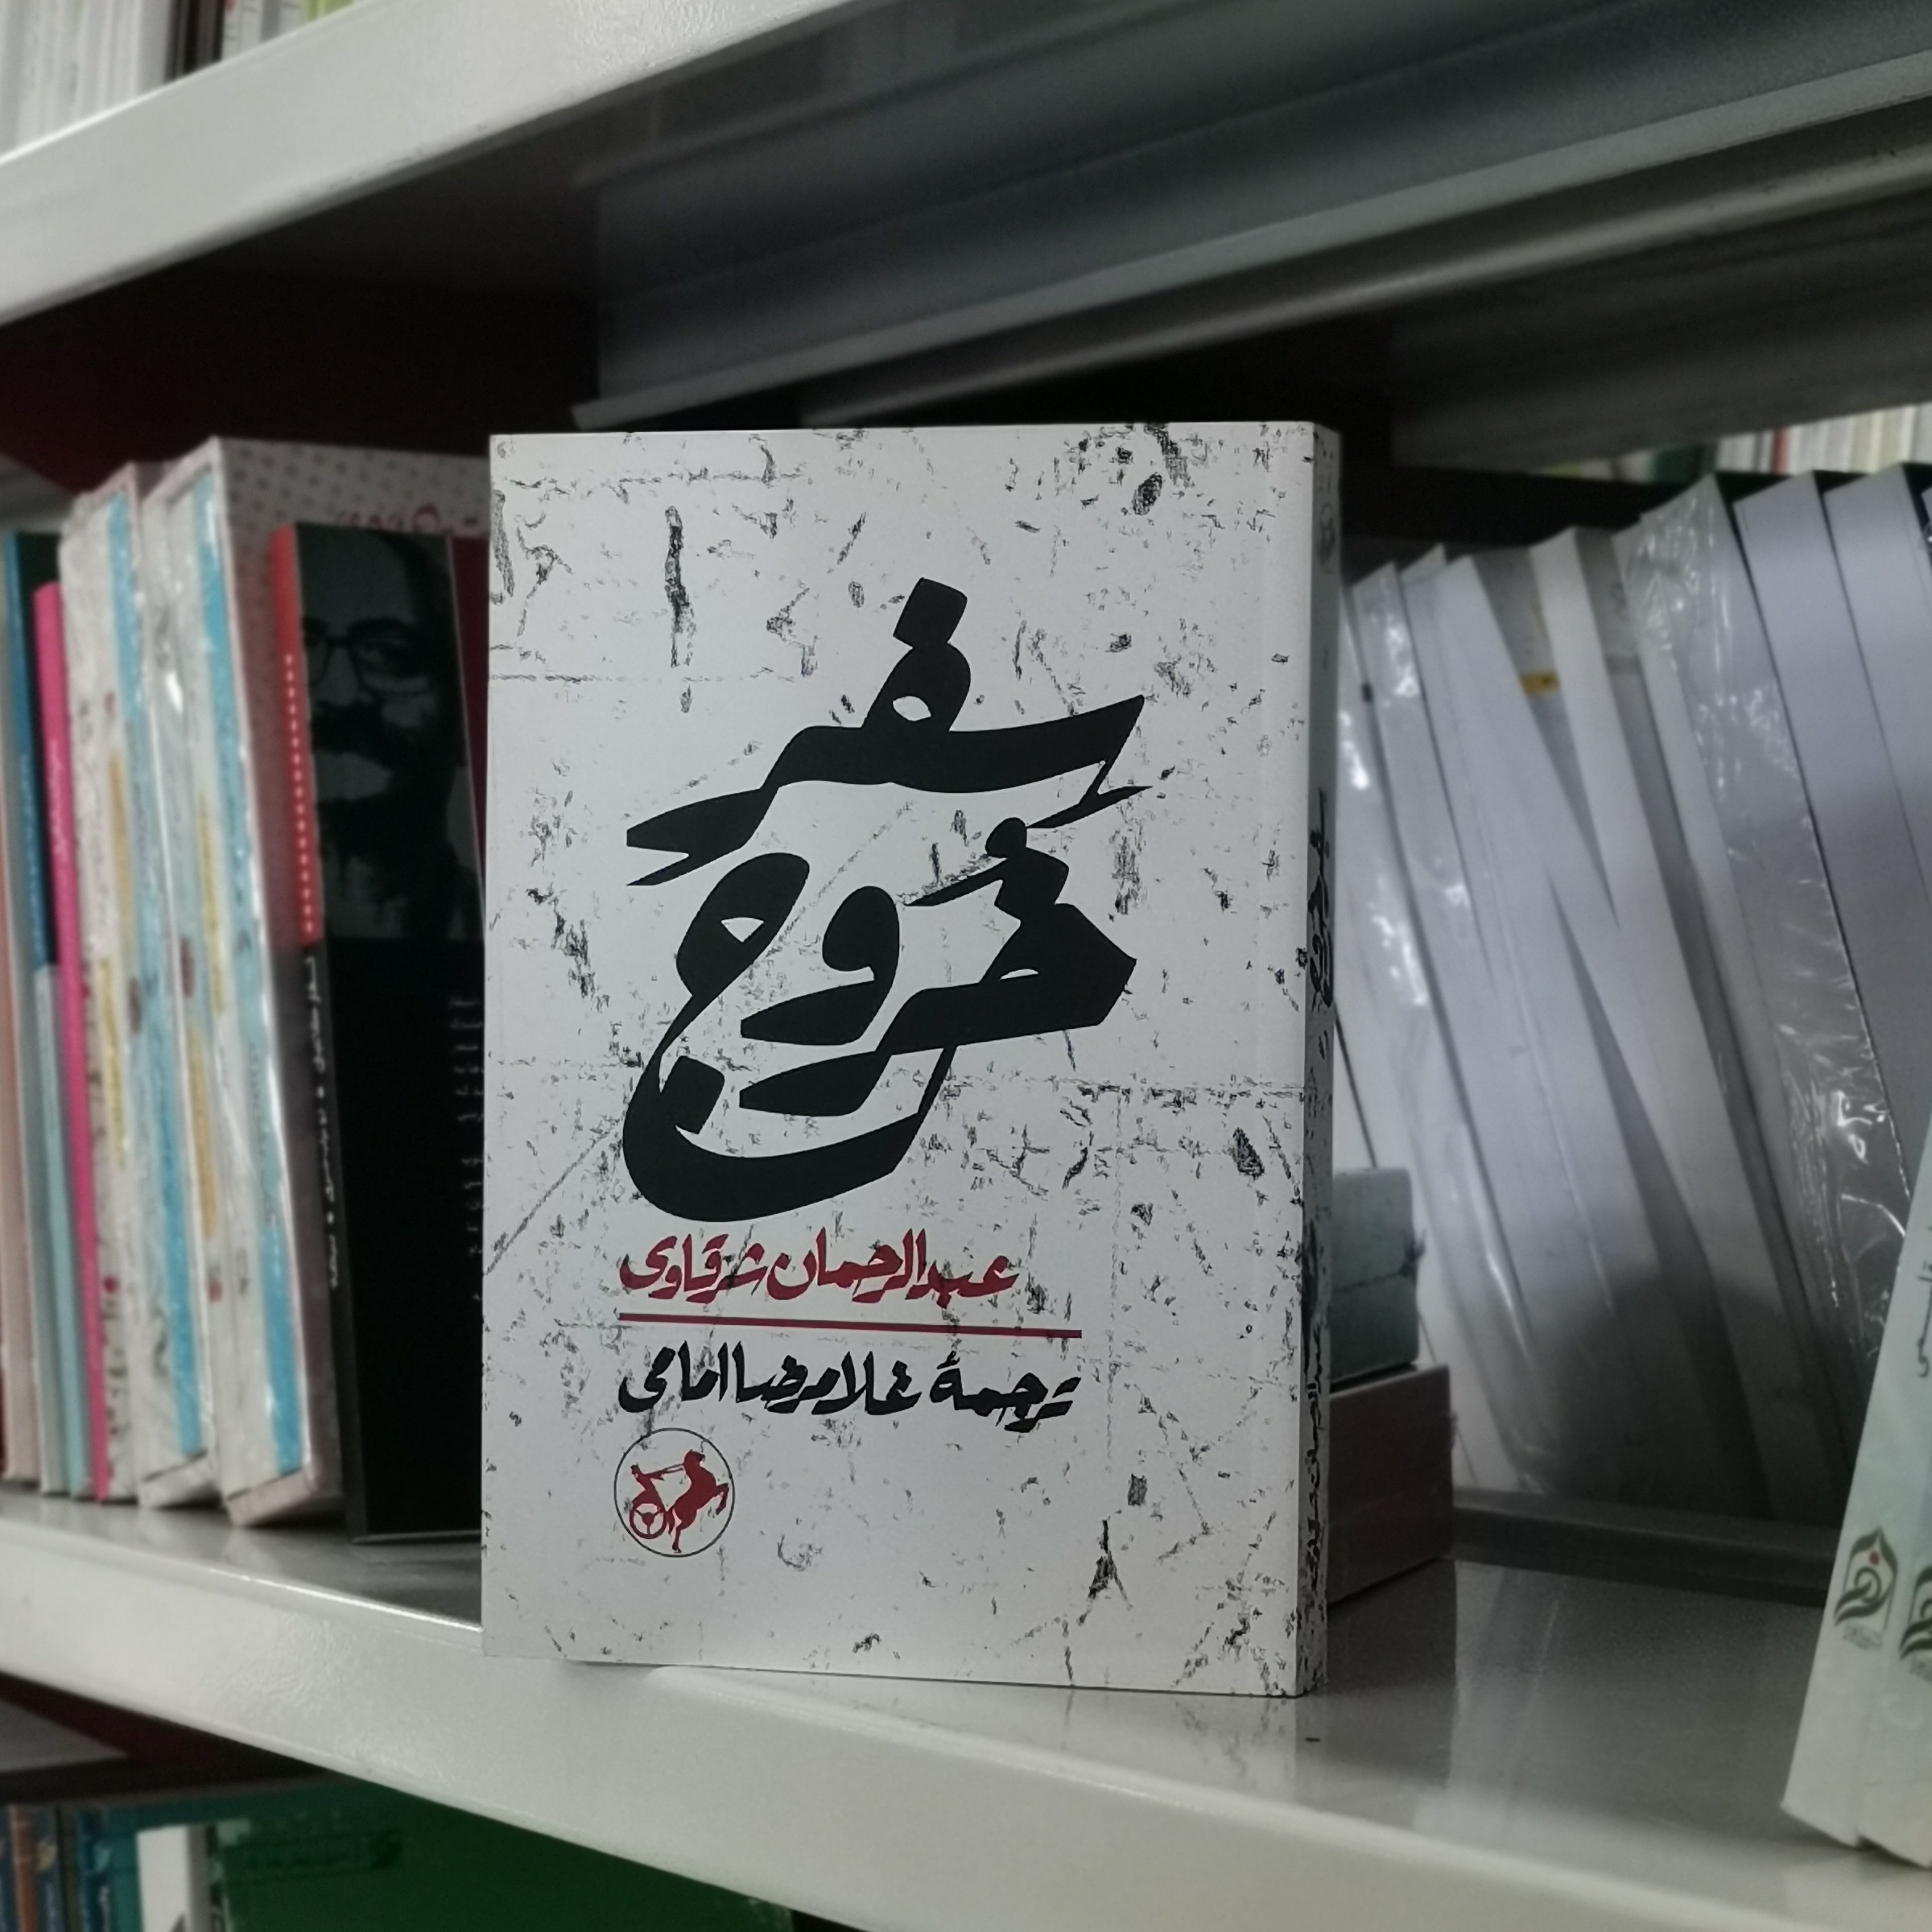 سفر
خروج
عبدالرحمان شرقاوی
ترجمهٔ غلامرضا امامی